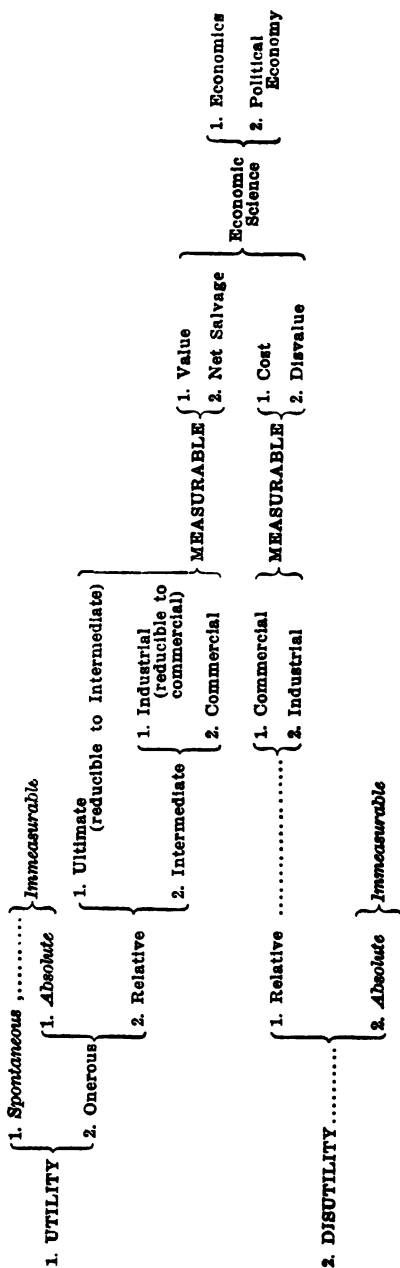 1. UTILITY
1. Spontaneous ,..........
Immeasurable
2. Onerous
1. Absolute
2. Relative
1. Ultimate
(reducible to Intermediate)
2. Intermediate
1. Industrial
(reducible to
commercial)
2. Commercial
MEASURABLE
1. Value
2. Net Salvage
2. DISUTILITY..........
1. Relative ....................
1. Commercial
2. Industrial
MEASURABLE
1. Cost
2. Disvalue
2. Absolute
Immeasurable
Economic
Science
1. Economics
2. Political
Economy